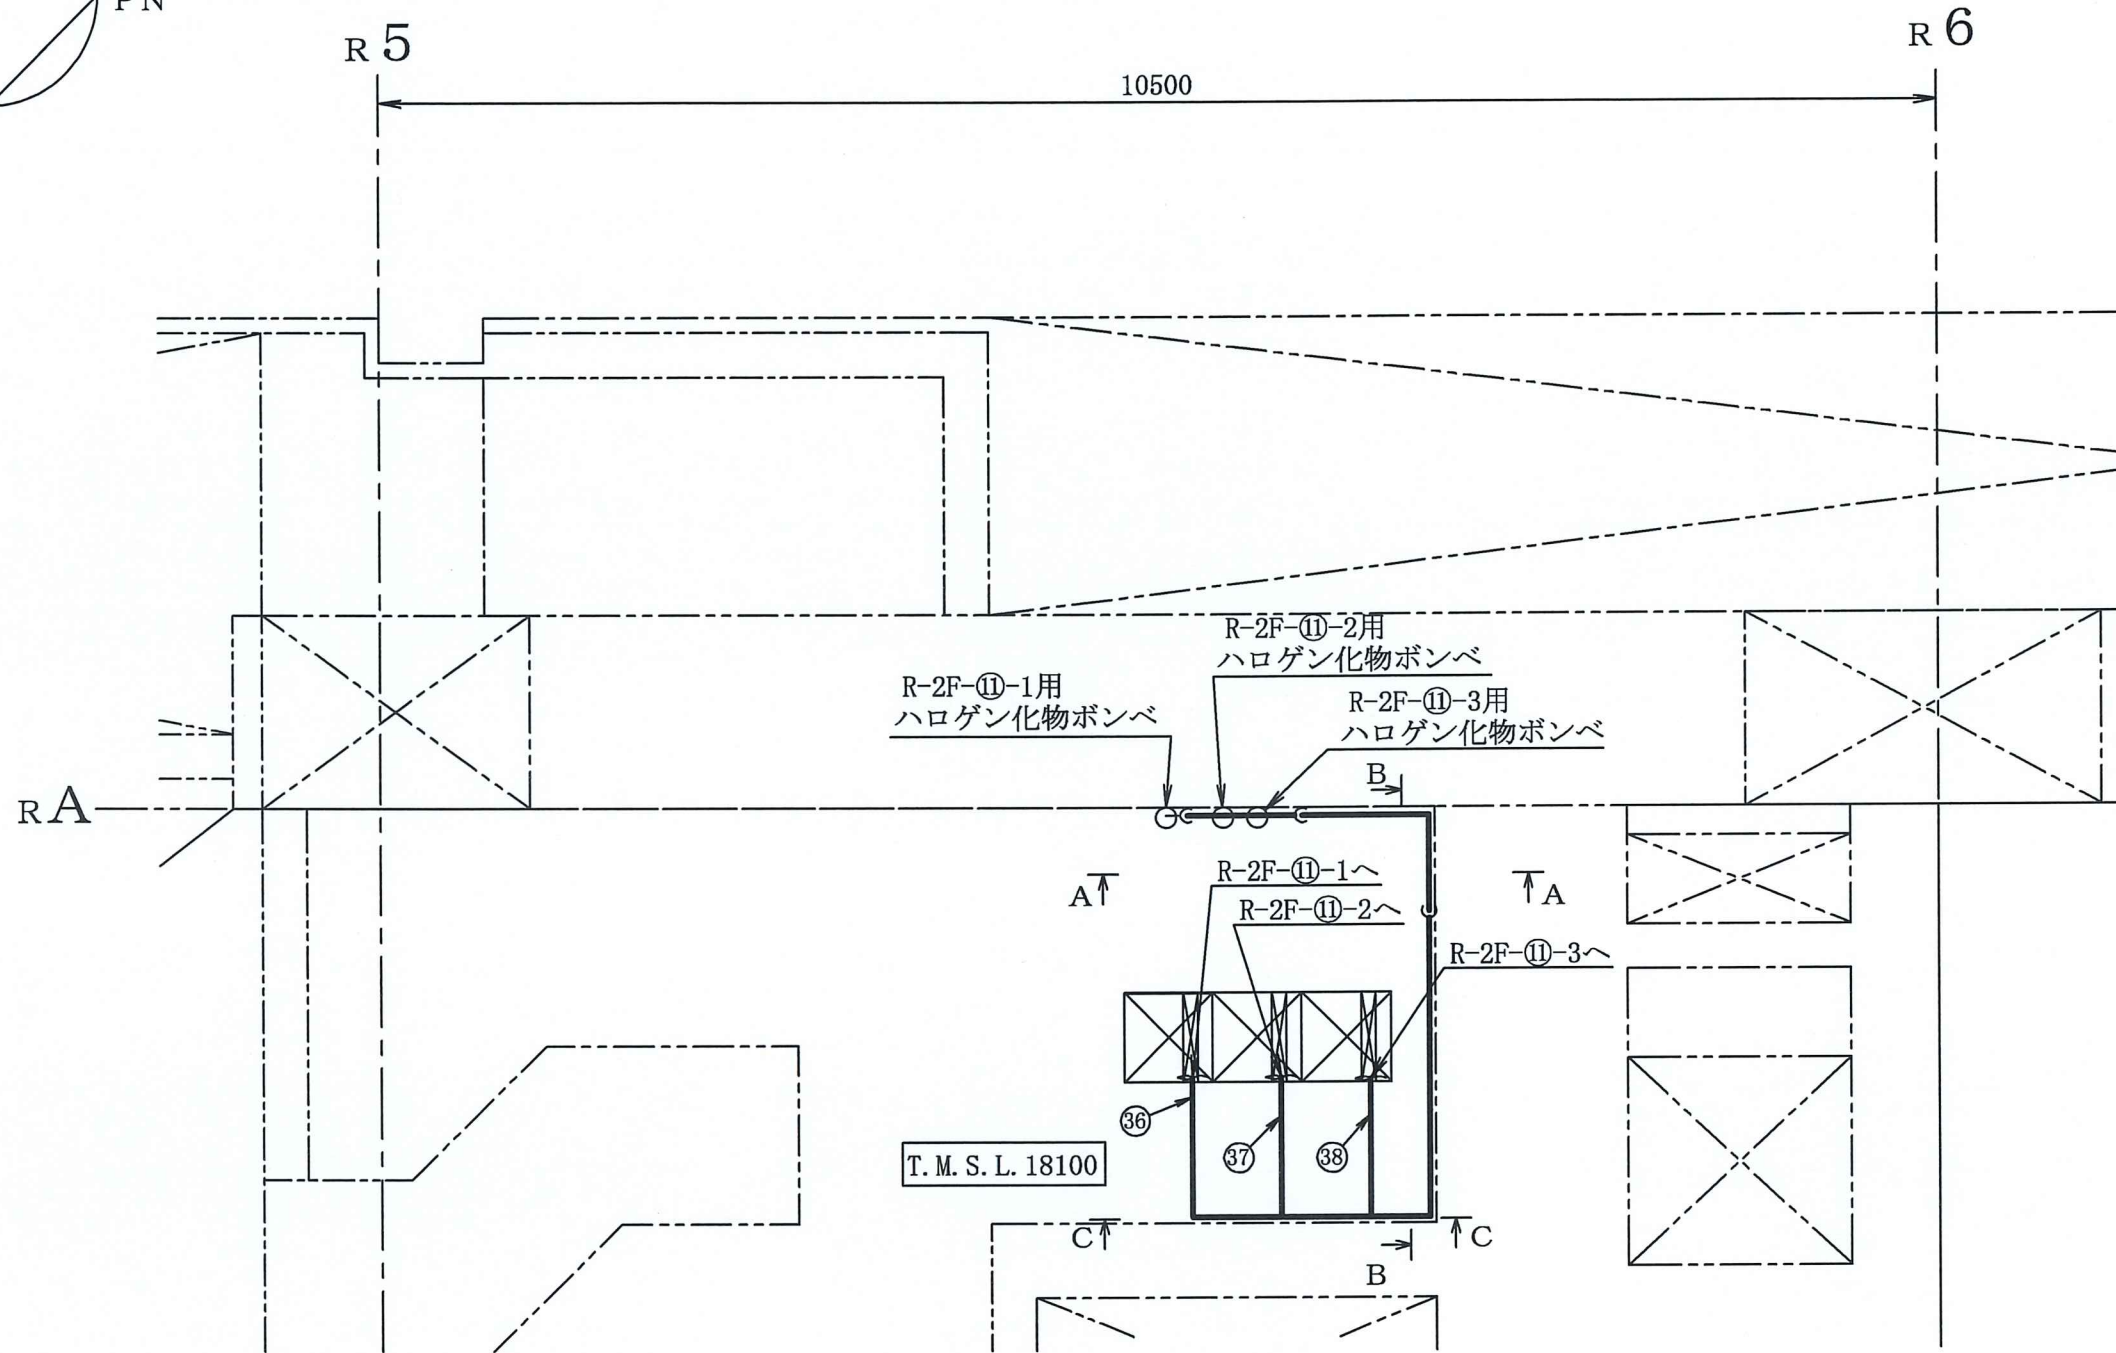 PN
R5
R6
10500
R-2F-⑪-2用
ハロゲン化物ボンベ
R-2F-⑪-1用
ハロゲン化物ボンベ
R-2F-⑪-3用
ハロゲン化物ボンベ
B
RA
A
R-2F-⑪-1へ
A
R-2F-⑪-2へ
R-2F-⑪-3へ
㊱
㊲
㊳
T.M.S.L.18100
C
C
B